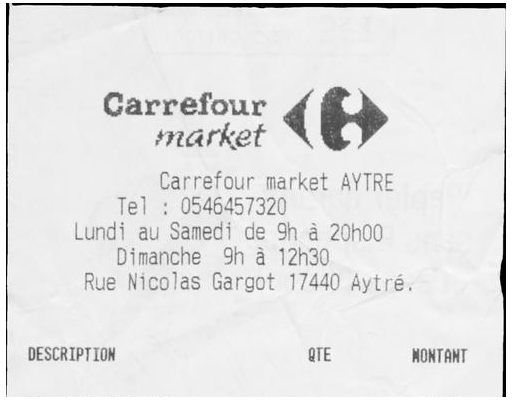 Carrefour
market
Carrefour market AYTRE
Tel : 0546457320
Lundi au Samedi de 9h à 20h00
Dimanche 9h à 12h30
Rue Nicolas Gargot 17440 Aytré.
DESCRIPTION QTE MONTANT